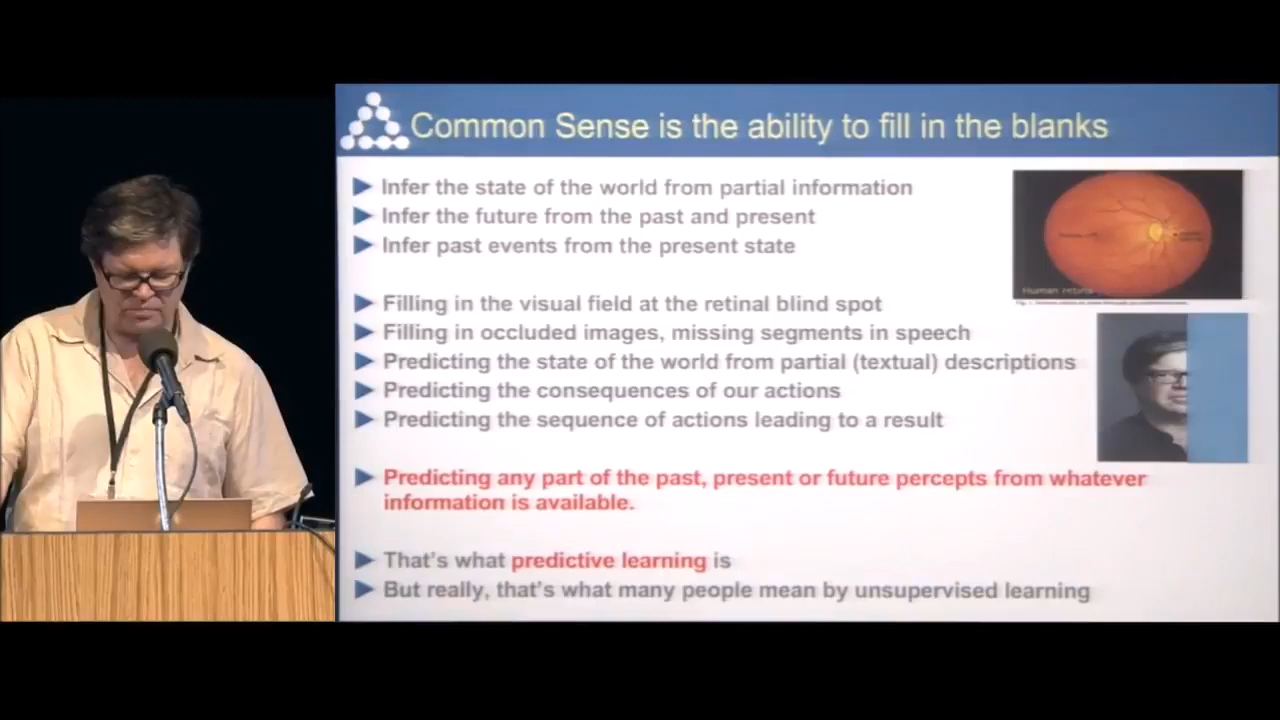 Common Sense is the ability to fill in the blanks
Infer the state of the world from partial information
Infer the future from the past and present
Infer past events from the present state
Human retina
Filling in the visual field at the retinal blind spot
Filling in occluded images, missing segments in speech
Predicting the state of the world from partial (textual) descriptions
Predicting the consequences of our actions
Predicting the sequence of actions leading to a result
Predicting any part of the past, present or future percepts from whatever
information is available.
That's what predictive learning is
But really, that's what many people mean by unsupervised learning